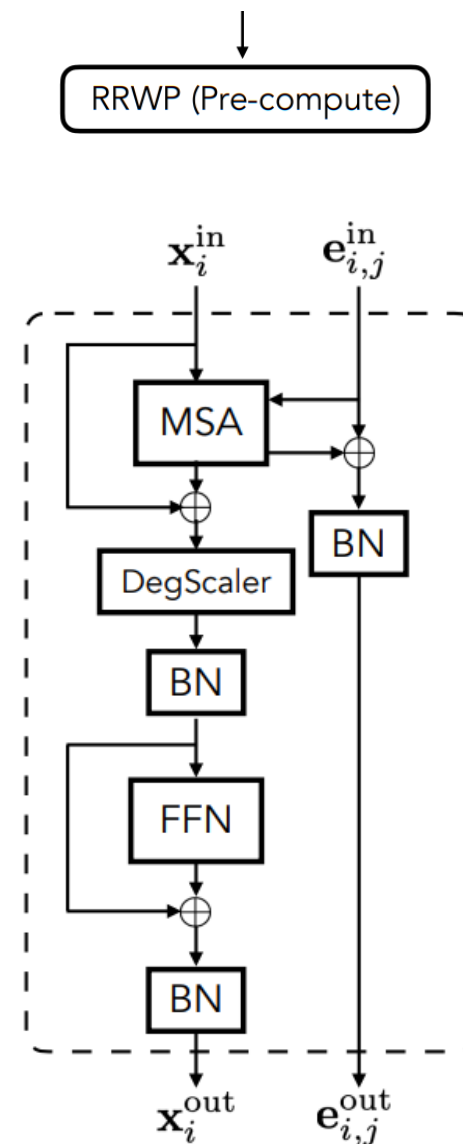 RRWP (Pre-compute)
x_i^in e_{i,j}^in
MSA
BN
DegScaler
BN
FFN
BN
x_i^out e_{i,j}^out